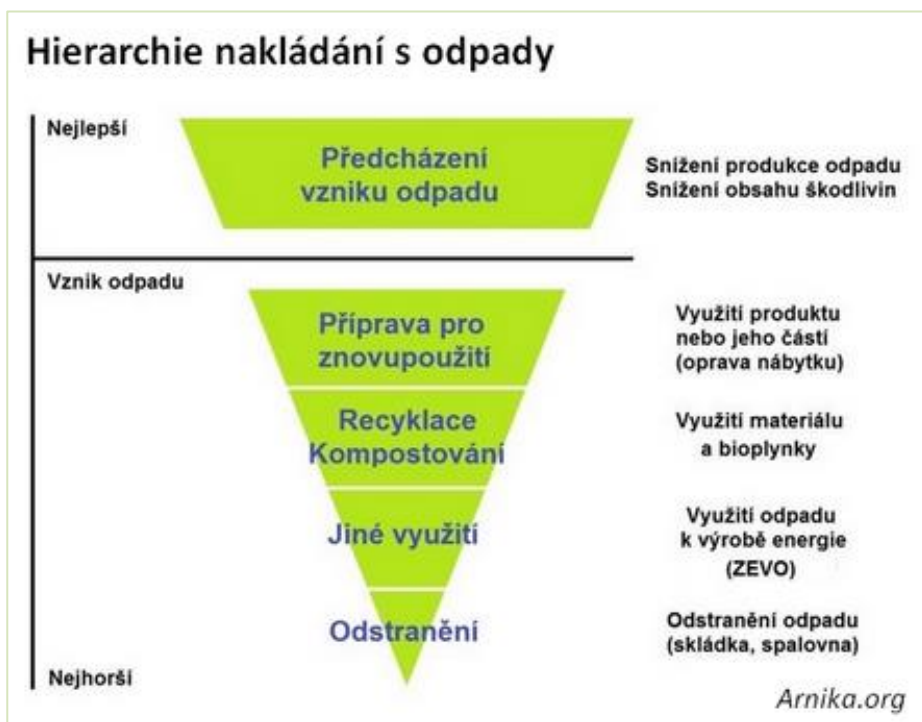 Hierarchie nakládání s odpady
Nejlepší
Předcházení
vzniku odpadu
Snížení produkce odpadu
Snížení obsahu škodlivin
Vznik odpadu
Příprava pro
znovupoužití
Využití produktu
nebo jeho částí
(oprava nábytku)
Recyklace
Kompostování
Využití materiálu
a bioplynky
Jiné využití
Využití odpadu
k výrobě energie
(ZEVO)
Odstranění
Odstranění odpadu
(skládka, spalovna)
Nejhorší
Arnika.org